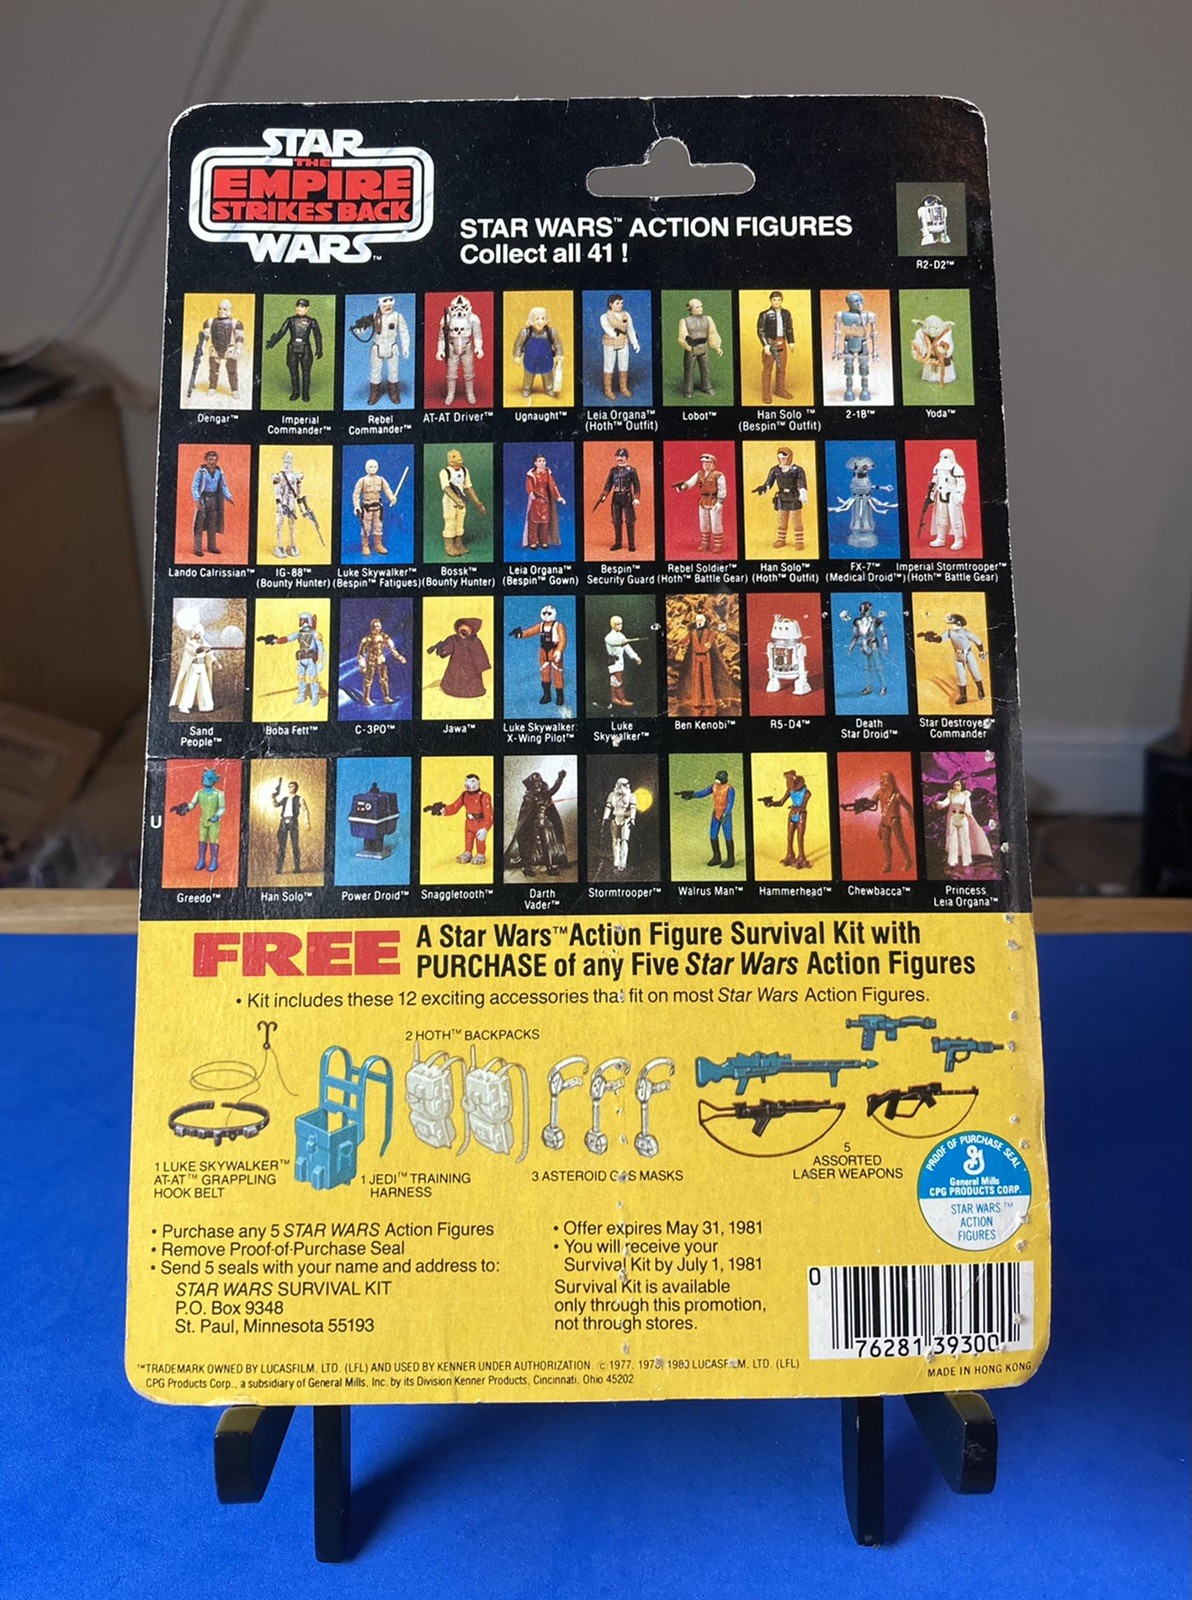 STAR
THE
EMPIRE
STRIKES BACK
WARS™
STAR WARS™ ACTION FIGURES
Collect all 41 !
R2-D2™
Dengar™
Imperial
Commander™
Rebel
Commander™
AT-AT Driver™
Ugnaught™
Leia Organa™
(Hoth™ Outfit)
Lobot™
Han Solo™
(Bespin™ Outfit)
2-1B™
Yoda™
Lando Calrissian™
IG-88™
(Bounty Hunter)
Luke Skywalker™
(Bespin™ Fatigues)
Bossk™
(Bounty Hunter)
Leia Organa™
(Bespin™ Gown)
Bespin™
Security Guard
Rebel Soldier™
(Hoth™ Battle Gear)
Han Solo™
(Hoth™ Outfit)
FX-7™
(Medical Droid™)
Imperial Stormtrooper™
(Hoth™ Battle Gear)
Sand
People™
Boba Fett™
C-3PO™
Jawa™
Luke Skywalker:
X-Wing Pilot™
Luke
Skywalker™
Ben Kenobi™
R5-D4™
Death
Star Droid™
Star Destroyer™
Commander
U
Greedo™
Han Solo™
Power Droid™
Snaggletooth™
Darth
Vader™
Stormtrooper™
Walrus Man™
Hammerhead™
Chewbacca™
Princess
Leia Organa™
FREE
A Star Wars™ Action Figure Survival Kit with
PURCHASE of any Five Star Wars Action Figures
• Kit includes these 12 exciting accessories that fit on most Star Wars Action Figures.
2 HOTH™ BACKPACKS
1 LUKE SKYWALKER™
AT-AT™ GRAPPLING
HOOK BELT
1 JEDI™ TRAINING
HARNESS
3 ASTEROID GAS MASKS
5
ASSORTED
LASER WEAPONS
PROOF OF PURCHASE SEAL
General Mills
CPG PRODUCTS CORP.
STAR WARS™
ACTION
FIGURES
• Purchase any 5 STAR WARS Action Figures
• Remove Proof-of-Purchase Seal
• Send 5 seals with your name and address to:
STAR WARS SURVIVAL KIT
P.O. Box 9348
St. Paul, Minnesota 55193
• Offer expires May 31, 1981
• You will receive your
Survival Kit by July 1, 1981
Survival Kit is available
only through this promotion,
not through stores.
0 76281 39300
™TRADEMARK OWNED BY LUCASFILM, LTD. (LFL) AND USED BY KENNER UNDER AUTHORIZATION © 1977, 1978, 1980 LUCASFILM, LTD. (LFL)
CPG Products Corp., a subsidiary of General Mills, Inc. by its Division Kenner Products, Cincinnati, Ohio 45202
MADE IN HONG KONG